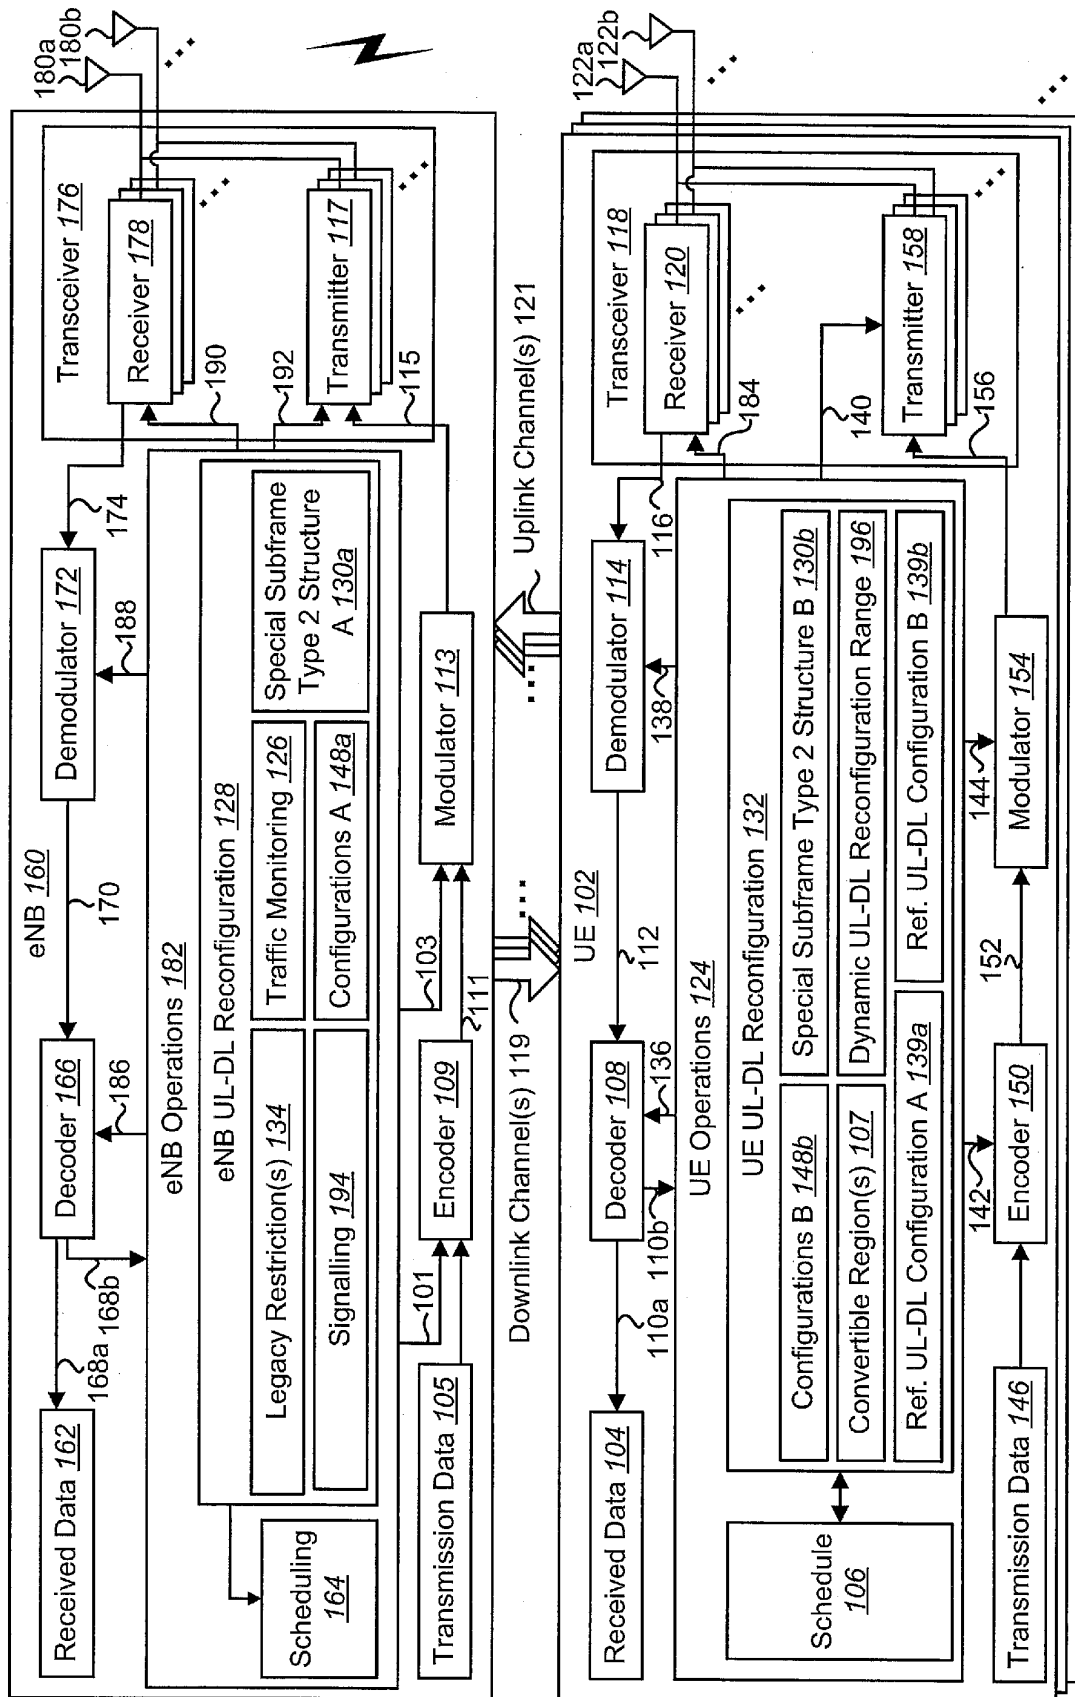 eNB 160
Received Data 162
168a
168b
Decoder 166
186
170
Demodulator 172
188
174
Transceiver 176
Receiver 178
190
192
Transmitter 117
115
180a
180b
eNB Operations 182
eNB UL-DL Reconfiguration 128
Legacy Restriction(s) 134
Traffic Monitoring 126
Special Subframe
Type 2 Structure
A 130a
Signalling 194
Configurations A 148a
Scheduling
164
Transmission Data 105
101
Encoder 109
111
103
Modulator 113
Downlink Channel(s) 119
Uplink Channel(s) 121
UE 102
Received Data 104
110a
110b
Decoder 108
136
112
Demodulator 114
138
116
Transceiver 118
Receiver 120
184
140
Transmitter 158
156
122a
122b
UE Operations 124
UE UL-DL Reconfiguration 132
Configurations B 148b
Special Subframe Type 2 Structure B 130b
Convertible Region(s) 107
Dynamic UL-DL Reconfig Range 196
Ref. UL-DL Configuration A 139a
Ref. UL-DL Configuration B 139b
Schedule
106
Transmission Data 146
142
Encoder 150
152
144
Modulator 154